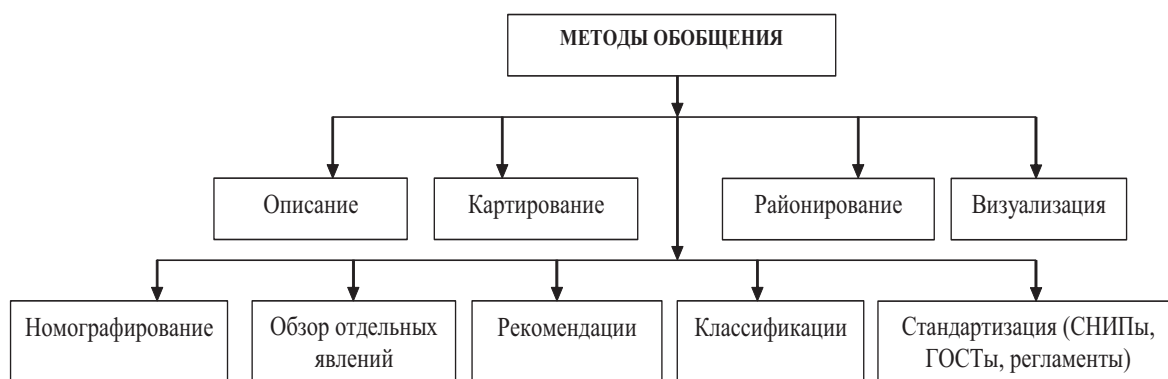 МЕТОДЫ ОБОБЩЕНИЯ
Описание
Картирование
Районирование
Визуализация
Номографирование
Обзор отдельных
явлений
Рекомендации
Классификации
Стандартизация (СНИПы,
ГОСТы, регламенты)